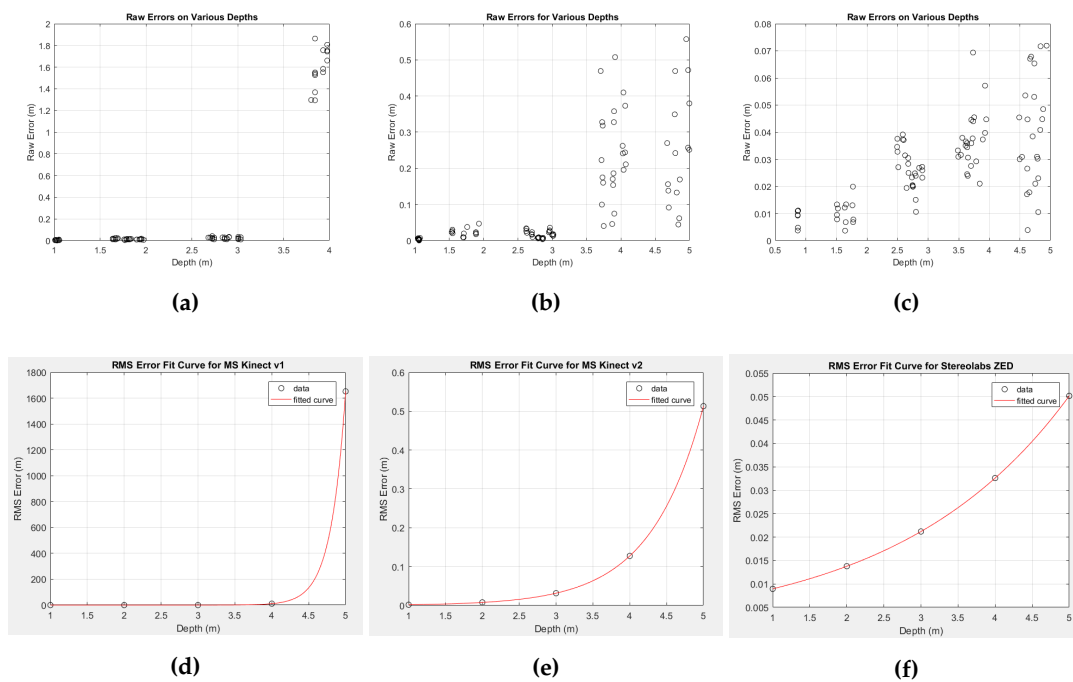 Raw Errors on Various Depths
Raw Error (m)
2
1.8
1.6
1.4
1.2
1
0.8
0.6
0.4
0.2
0
1 1.5 2 2.5 3 3.5 4
Depth (m)
(a)
Raw Errors for Various Depths
Raw Error (m)
0.6
0.5
0.4
0.3
0.2
0.1
0
1 1.5 2 2.5 3 3.5 4 4.5 5
Depth (m)
(b)
Raw Errors on Various Depths
Raw Error (m)
0.08
0.07
0.06
0.05
0.04
0.03
0.02
0.01
0
0.5 1 1.5 2 2.5 3 3.5 4 4.5 5
Depth (m)
(c)
RMS Error Fit Curve for MS Kinect v1
RMS Error (m)
1800
1600
1400
1200
1000
800
600
400
200
0
data
fitted curve
1 1.5 2 2.5 3 3.5 4 4.5 5
Depth (m)
(d)
RMS Error Fit Curve for MS Kinect v2
RMS Error (m)
0.6
0.5
0.4
0.3
0.2
0.1
0
data
fitted curve
1 1.5 2 2.5 3 3.5 4 4.5 5
Depth (m)
(e)
RMS Error Fit Curve for Stereolabs ZED
RMS Error (m)
0.055
0.05
0.045
0.04
0.035
0.03
0.025
0.02
0.015
0.01
0.005
data
fitted curve
1 1.5 2 2.5 3 3.5 4 4.5 5
Depth (m)
(f)